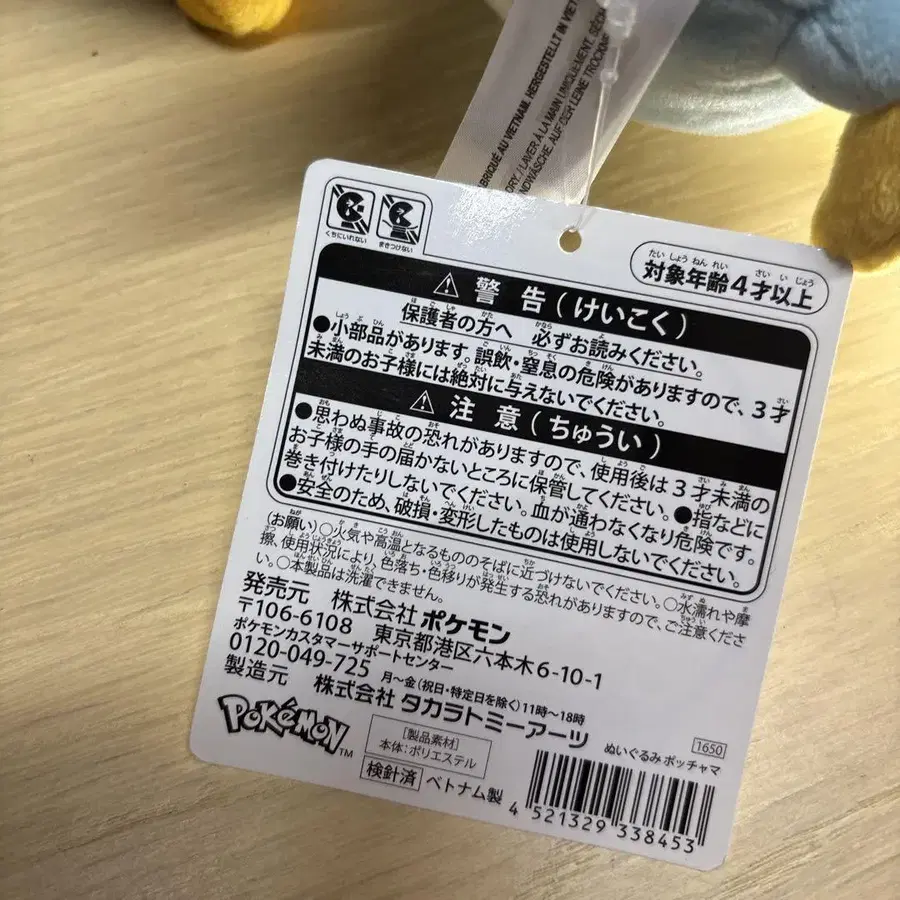 BRIQUÉ AU VIETNAM. HERGESTELLT IN VIET
DRY. / LAVER À LA MAIN UNIQUEMENT. SÉCH
ANDWÄSCHE. AUF DER LEINE TROCKNE
くちにいれない
まきつけない
対象年齢4才以上
警告(けいこく)
保護者の方へ 必ずお読みください。
●小部品があります。誤飲・窒息の危険がありますので、3才
未満のお子様には絶対に与えないでください。
注意(ちゅうい)
●思わぬ事故の恐れがありますので、使用後は3才未満の
お子様の手の届かないところに保管してください。●指などに
巻き付けたりしないでください。血が通わなくなり危険です。
●安全のため、破損・変形したものは使用しないでください。
(お願い)○火気や高温となるもののそばに近づけないでください。○水濡れや摩
擦、使用状況により、色落ち・色移りが発生する恐れがありますので、ご注意くださ
い。○本製品は洗濯できません。
発売元 株式会社 ポケモン
〒106-6108 東京都港区六本木6-10-1
ポケモンカスタマーサポートセンター
0120-049-725 月~金(祝日・特定日を除く)11時~18時
製造元 株式会社 タカラトミーアーツ
POKéMON TM
[製品素材]
本体:ポリエステル
検針済 ベトナム製
1650
ぬいぐるみ ポッチャマ
4 521329 338453